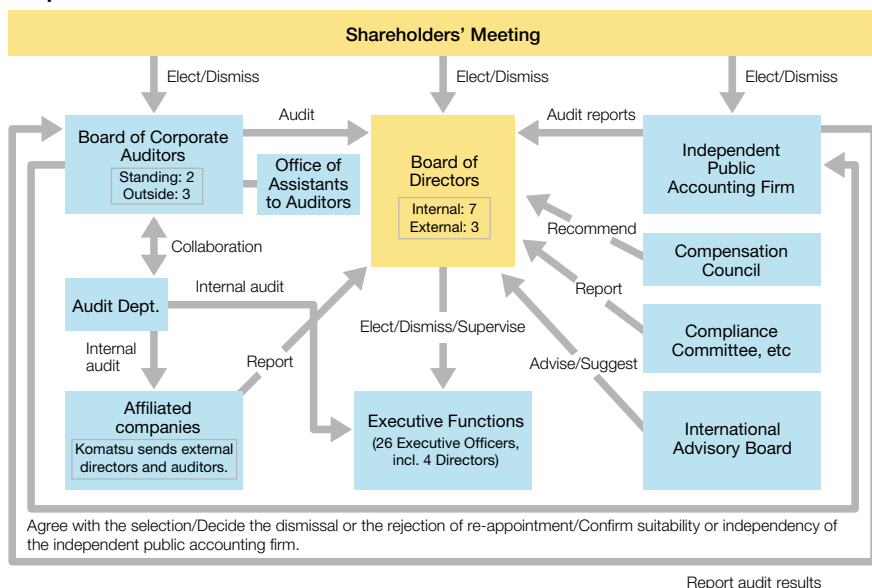 Shareholders' Meeting
Elect/Dismiss
Elect/Dismiss
Elect/Dismiss
Board of Corporate
Auditors
Standing: 2
Outside: 3
Audit
Office of
Assistants
to Auditors
Board of
Directors
Internal: 7
External: 3
Audit reports
Independent
Public
Accounting Firm
Recommend
Compensation
Council
Collaboration
Audit Dept.
Internal audit
Report
Compliance
Committee, etc
Elect/Dismiss/Supervise
Internal
audit
Report
Advise/Suggest
Affiliated
companies
Komatsu sends external
directors and auditors.
Executive Functions
(26 Executive Officers,
incl. 4 Directors)
International
Advisory Board
Agree with the selection/Decide the dismissal or the rejection of re-appointment/Confirm suitability or independency of
the independent public accounting firm.
Report audit results